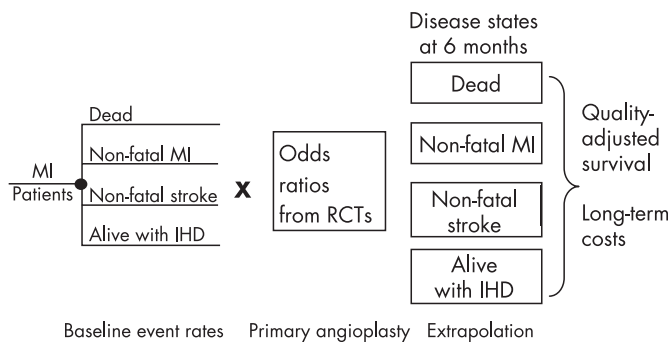 Disease states
at 6 months
Dead
Non-fatal MI
Non-fatal stroke
Alive with IHD
MI
Patients
x
Odds
ratios
from RCTs
Dead
Non-fatal MI
Non-fatal
stroke
Alive
with IHD
Quality-
adjusted
survival
Long-term
costs
Baseline event rates
Primary angioplasty
Extrapolation